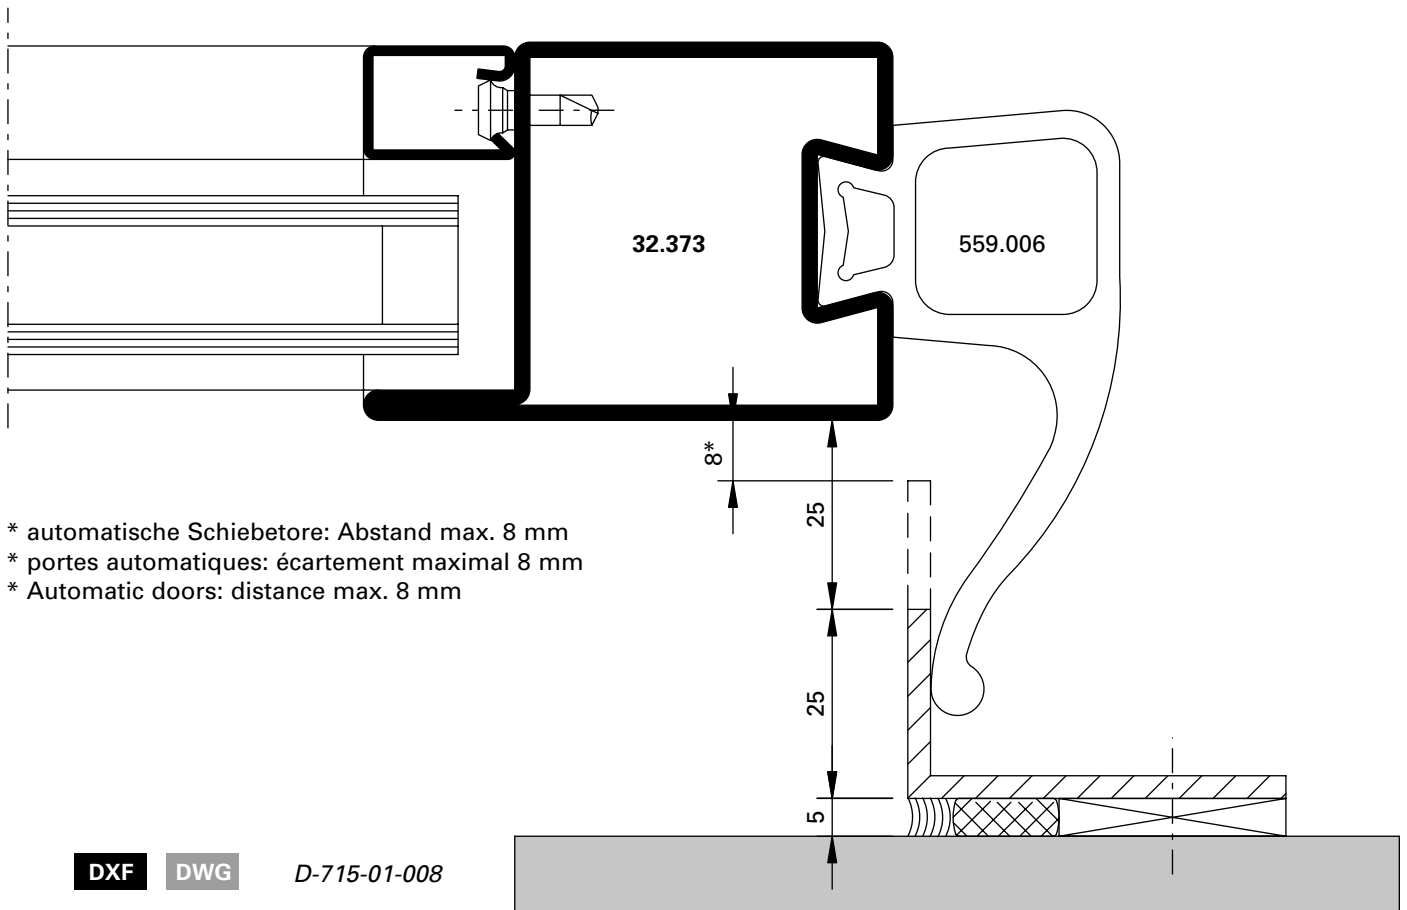 32.373
559.006
8*
25
* automatische Schiebetore: Abstand max. 8 mm
* portes automatiques: écartement maximal 8 mm
* Automatic doors: distance max. 8 mm
25
5
DXF DWG D-715-01-008